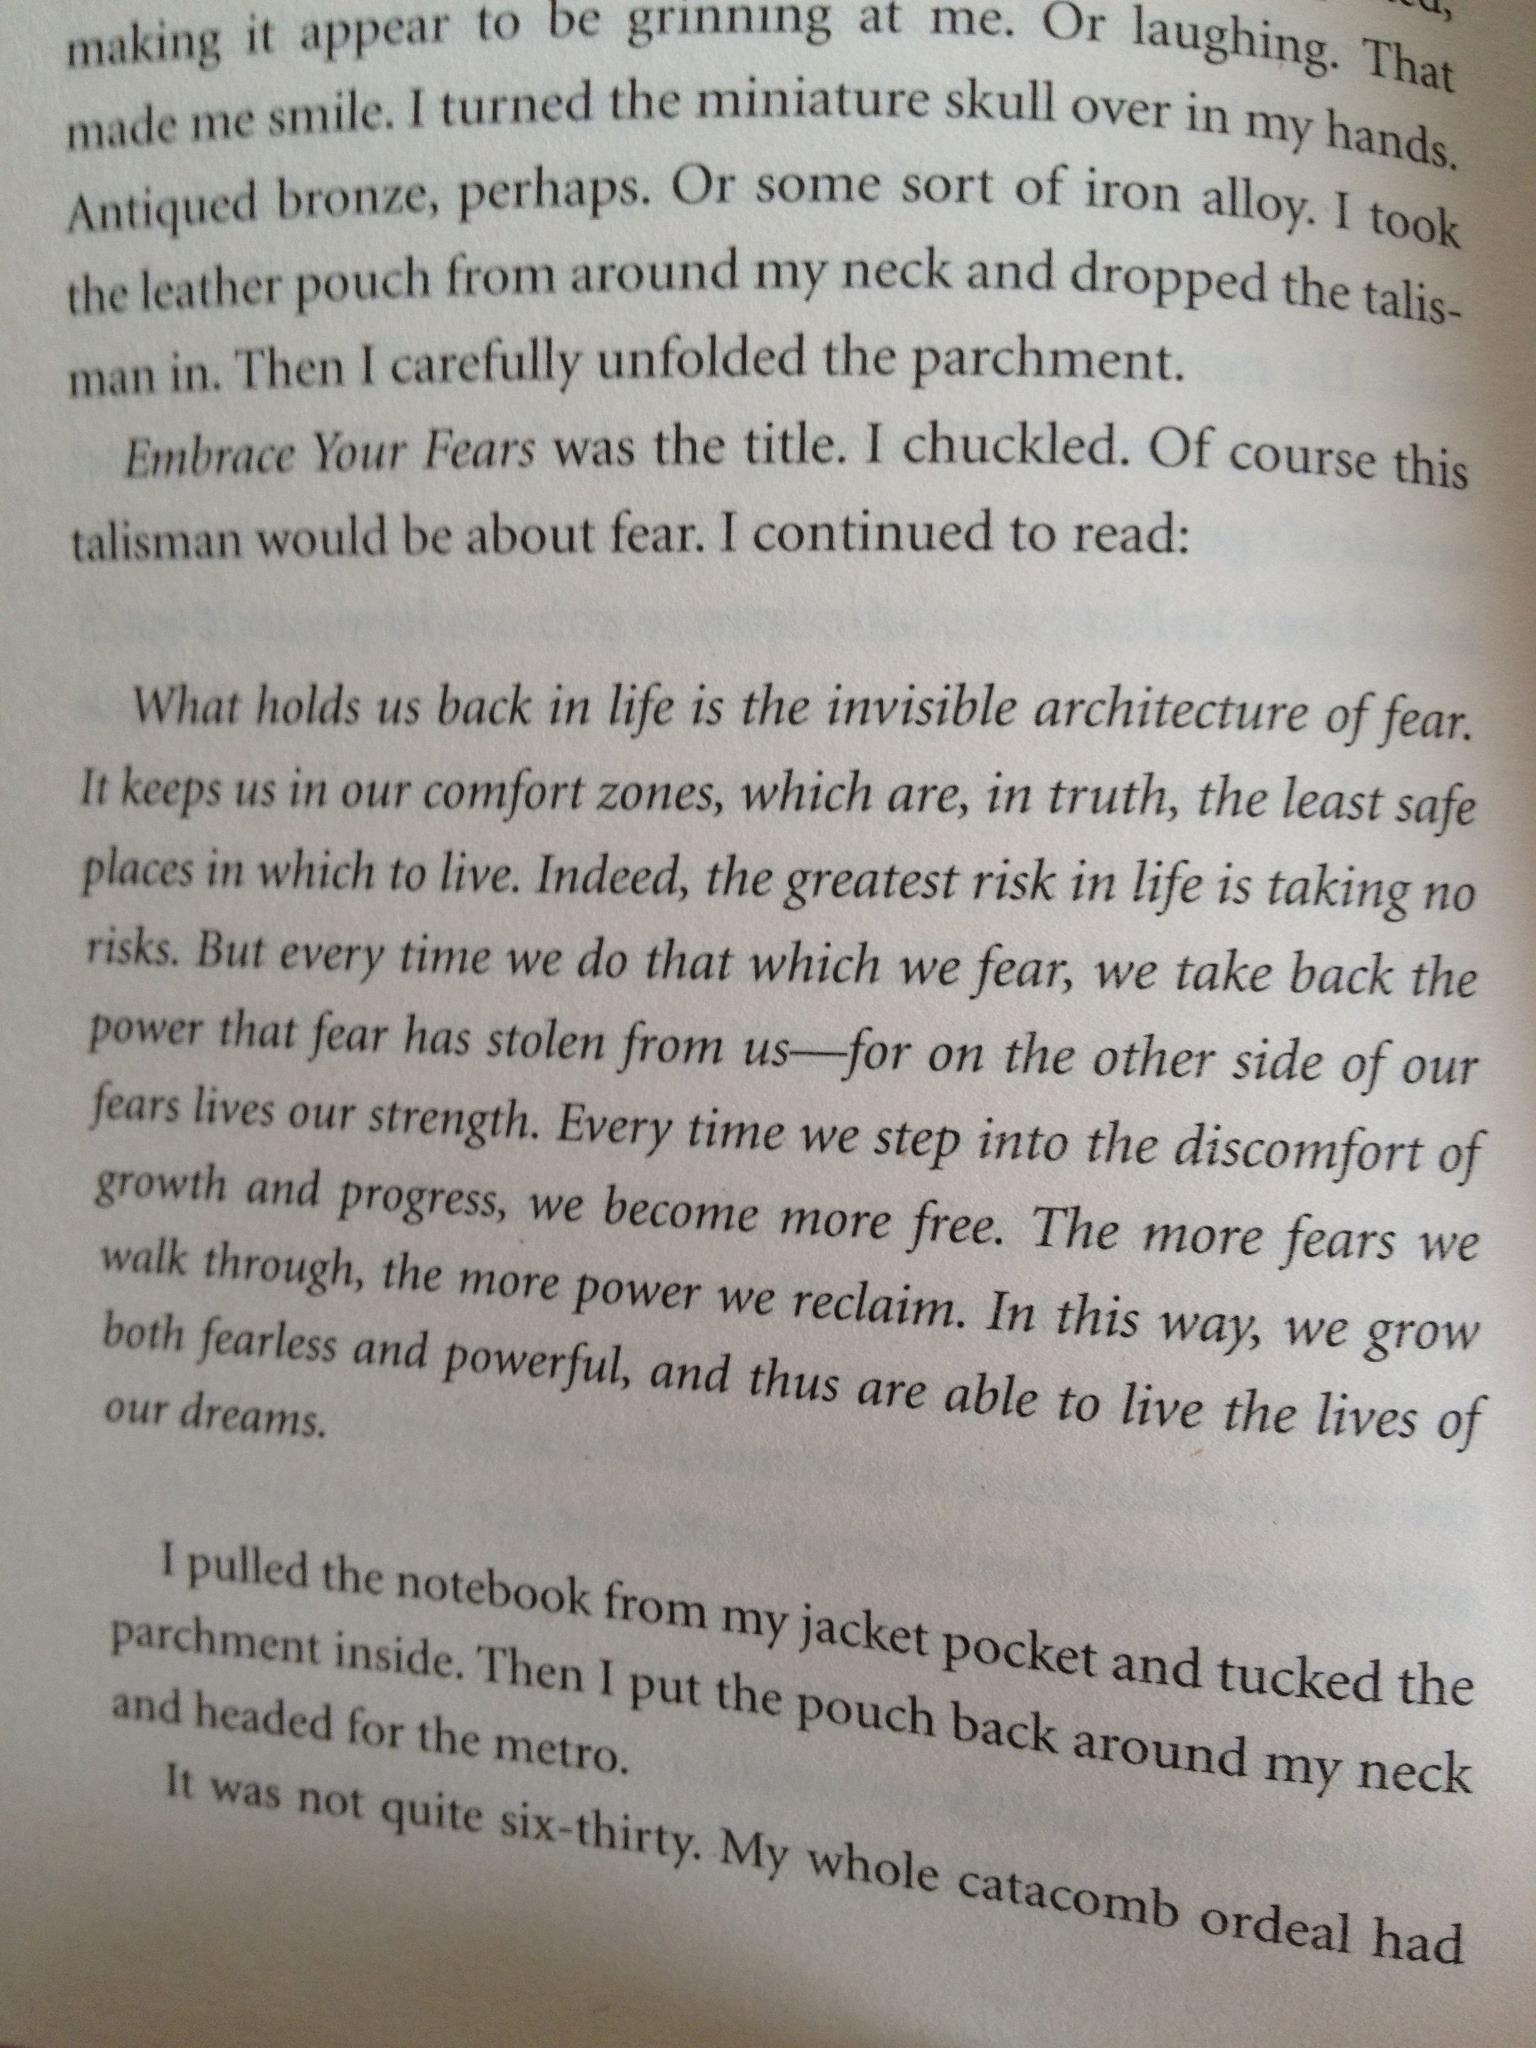 making it appear to be grinning at me. Or laughing. That
made me smile. I turned the miniature skull over in my hands.
Antiqued bronze, perhaps. Or some sort of iron alloy. I took
the leather pouch from around my neck and dropped the talis-
man in. Then I carefully unfolded the parchment.
Embrace Your Fears was the title. I chuckled. Of course this
talisman would be about fear. I continued to read:
What holds us back in life is the invisible architecture of fear.
It keeps us in our comfort zones, which are, in truth, the least safe
places in which to live. Indeed, the greatest risk in life is taking no
risks. But every time we do that which we fear, we take back the
power that fear has stolen from us—for on the other side of our
fears lives our strength. Every time we step into the discomfort of
growth and progress, we become more free. The more fears we
walk through, the more power we reclaim. In this way, we grow
both fearless and powerful, and thus are able to live the lives of
our dreams.
I pulled the notebook from my jacket pocket and tucked the
parchment inside. Then I put the pouch back around my neck
and headed for the metro.
It was not quite six-thirty. My whole catacomb ordeal had